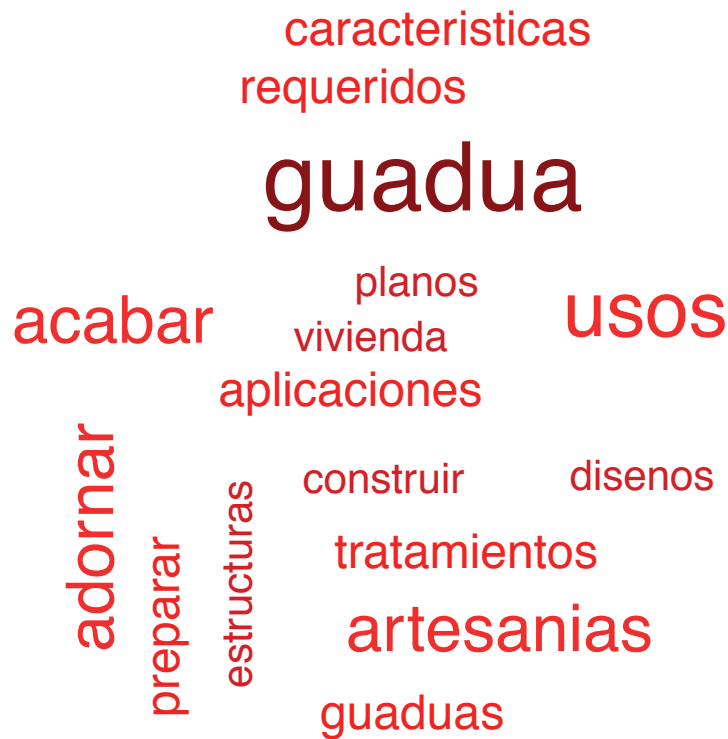 caracteristicas
requeridos
guadua
planos
usos
acabar
vivienda
aplicaciones
adornar
construir
disenos
estructuras
preparar
tratamientos
artesanias
guaduas